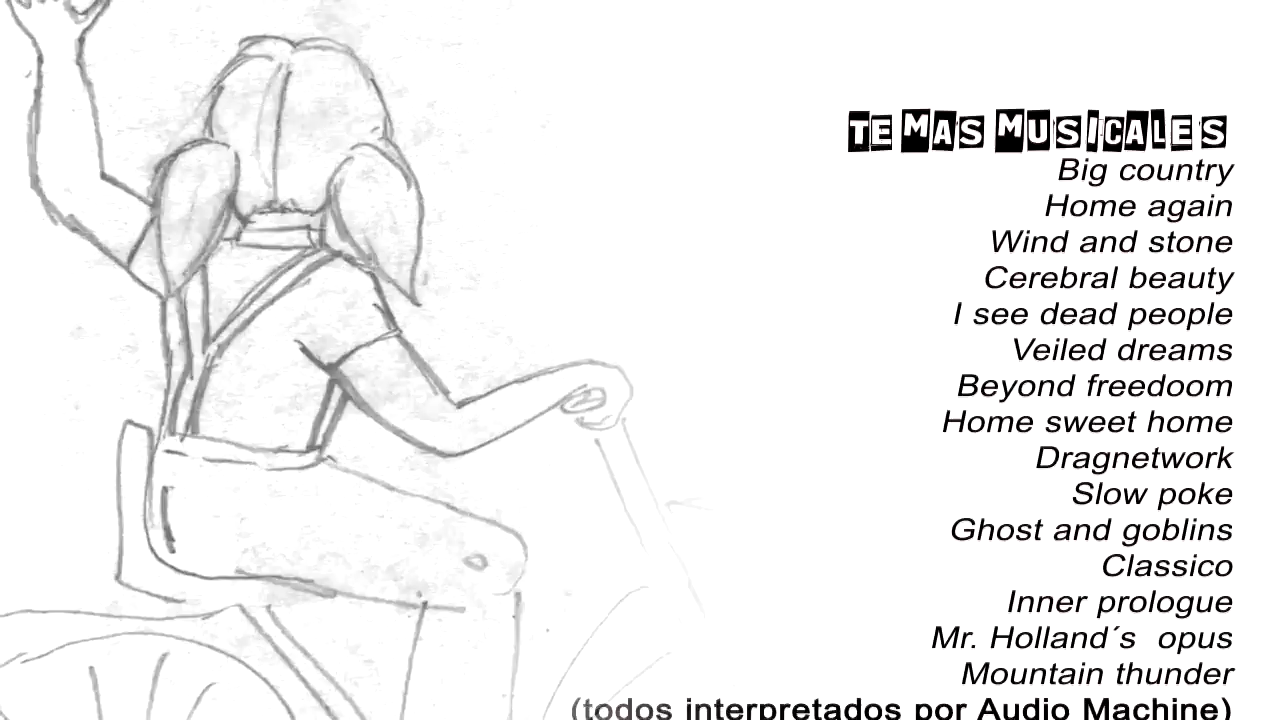 TEMAS MUSICALES
Big country
Home again
Wind and stone
Cerebral beauty
I see dead people
Veiled dreams
Beyond freedoom
Home sweet home
Dragnetwork
Slow poke
Ghost and goblins
Classico
Inner prologue
Mr. Holland´s  opus
Mountain thunder
(todos interpretados por Audio Machine)